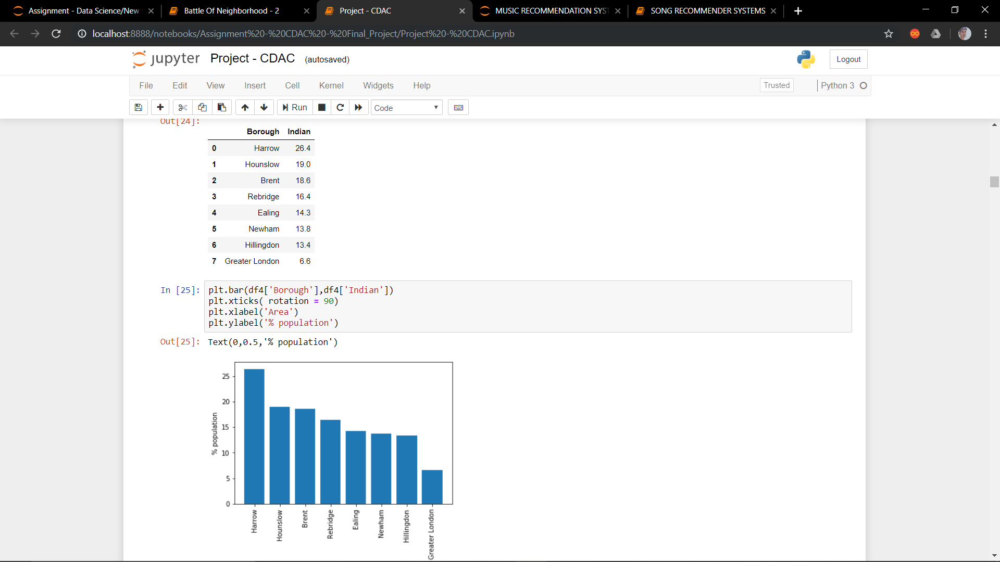 Assignment - Data Science/New
Battle Of Neighborhood - 2
Project - CDAC
MUSIC RECOMMENDATION SYST
SONG RECOMMENDER SYSTEMS
localhost:8888/notebooks/Assignment%20-%20CDAC%20-%20Final_Project/Project%20-%20CDAC.ipynb
jupyter Project - CDAC (autosaved)
Logout
File Edit View Insert Cell Kernel Widgets Help
Trusted
Python 3
Run
Code
Out[24]:
Borough Indian
0 Harrow 26.4
1 Hounslow 19.0
2 Brent 18.6
3 Rebridge 16.4
4 Ealing 14.3
5 Newham 13.8
6 Hillingdon 13.4
7 Greater London 6.6
In [25]: plt.bar(df4['Borough'],df4['Indian'])
plt.xticks( rotation = 90)
plt.xlabel('Area')
plt.ylabel('% population')
Out[25]: Text(0,0.5,'% population')
% population
25
20
15
10
5
0
Harrow
Hounslow
Brent
Rebridge
Ealing
Newham
Hillingdon
Greater London